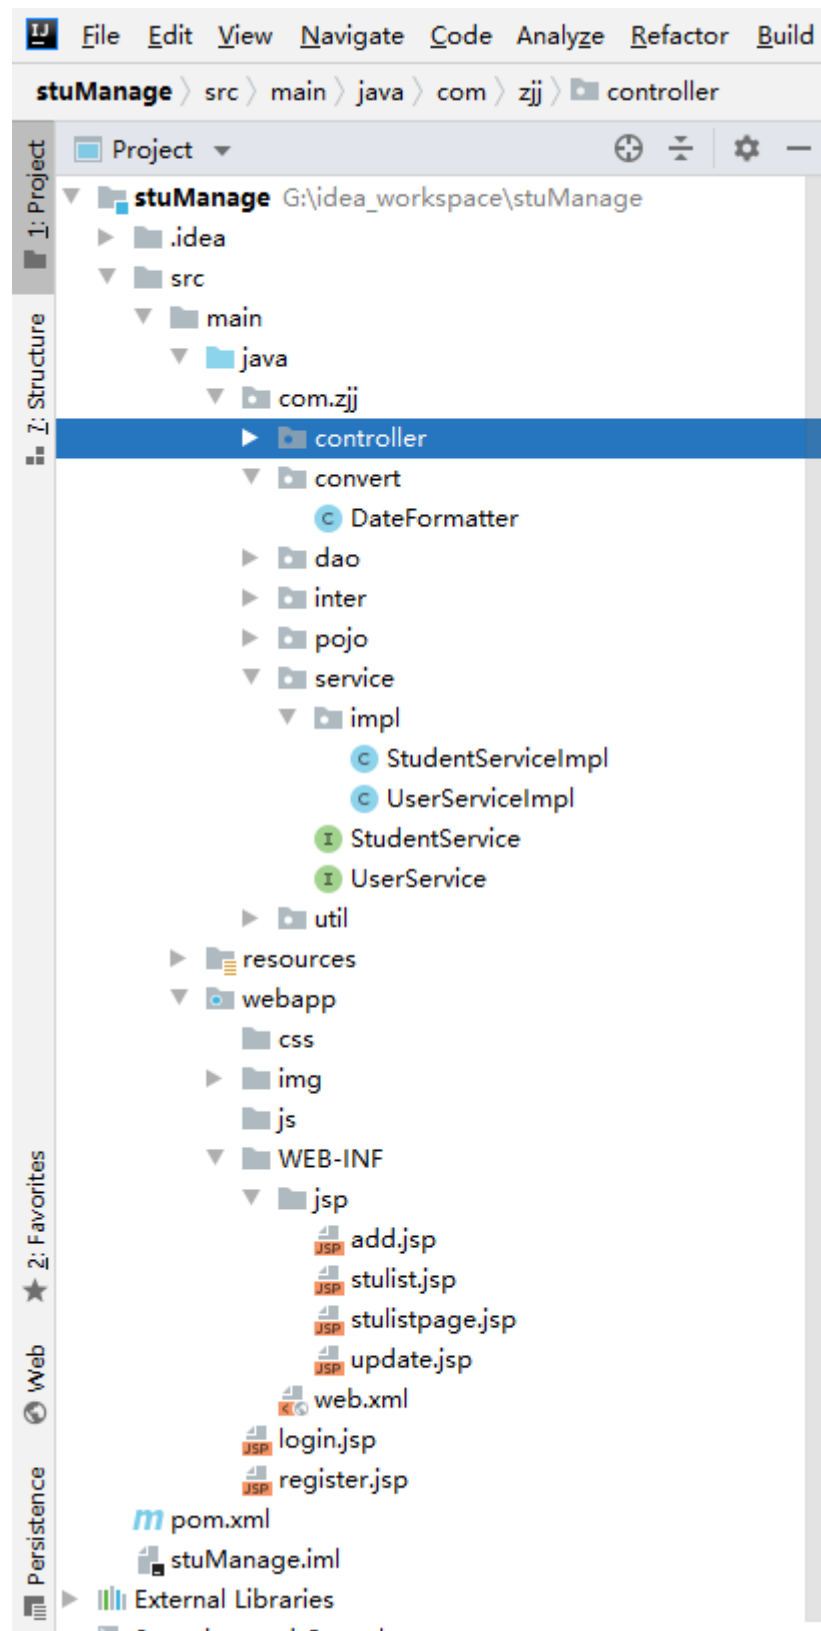 File Edit View Navigate Code Analyze Refactor Build
stuManage src main java com zjj controller
Project
1: Project
stuManage G:\idea_workspace\stuManage
.idea
src
main
7: Structure
java
com.zjj
controller
convert
DateFormatter
dao
inter
pojo
service
impl
StudentServiceImpl
UserServiceImpl
StudentService
UserService
util
resources
webapp
css
img
js
WEB-INF
2: Favorites
jsp
add.jsp
stulist.jsp
stulistpage.jsp
update.jsp
Web
web.xml
login.jsp
register.jsp
Persistence
pom.xml
stuManage.iml
External Libraries